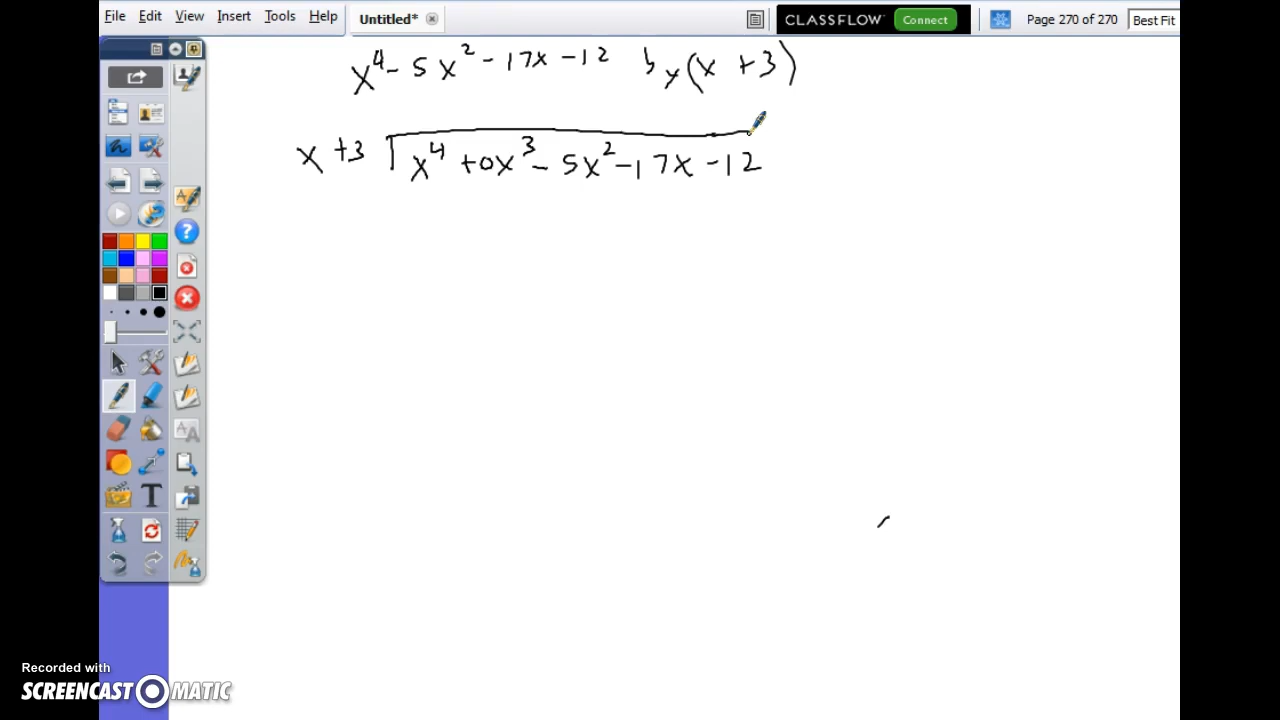 File Edit View Insert Tools Help Untitled* CLASSFLOW Connect Page 270 of 270 Best Fit
x⁴ - 5x² - 17x - 12 by (x + 3)
x + 3 x⁴ + 0x³ - 5x² - 17x - 12
Recorded with
SCREENCAST MATIC